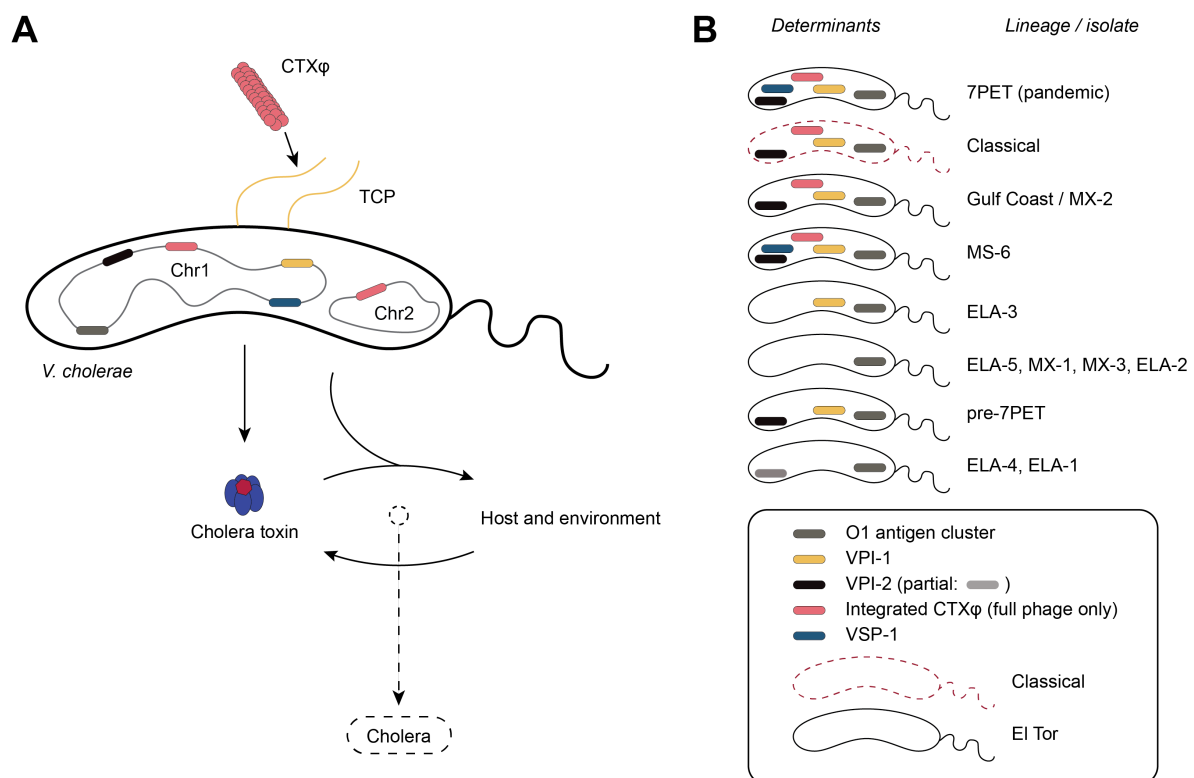 A
CTXφ
TCP
Chr1
Chr2
V. cholerae
Cholera toxin
Host and environment
Cholera
B
Determinants
Lineage / isolate
7PET (pandemic)
Classical
Gulf Coast / MX-2
MS-6
ELA-3
ELA-5, MX-1, MX-3, ELA-2
pre-7PET
ELA-4, ELA-1
O1 antigen cluster
VPI-1
VPI-2 (partial: )
Integrated CTXφ (full phage only)
VSP-1
Classical
El Tor